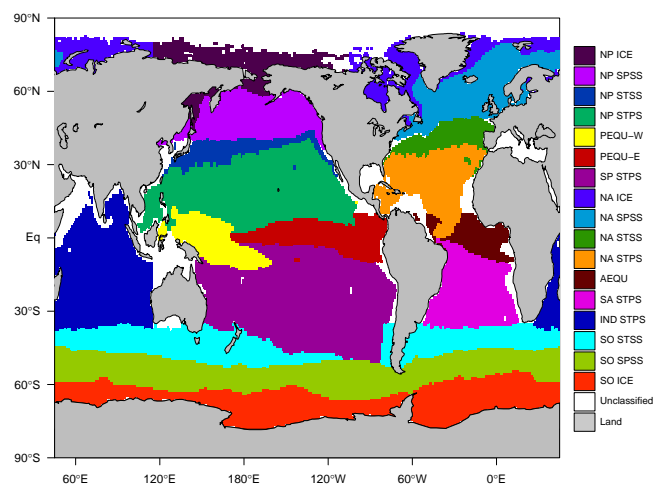 90°N
60°N
30°N
Eq
30°S
60°S
90°S
60°E
120°E
180°W
120°W
60°W
0°E
NP ICE
NP SPSS
NP STSS
NP STPS
PEQU–W
PEQU–E
SP STPS
NA ICE
NA SPSS
NA STSS
NA STPS
AEQU
SA STPS
IND STPS
SO STSS
SO SPSS
SO ICE
Unclassified
Land